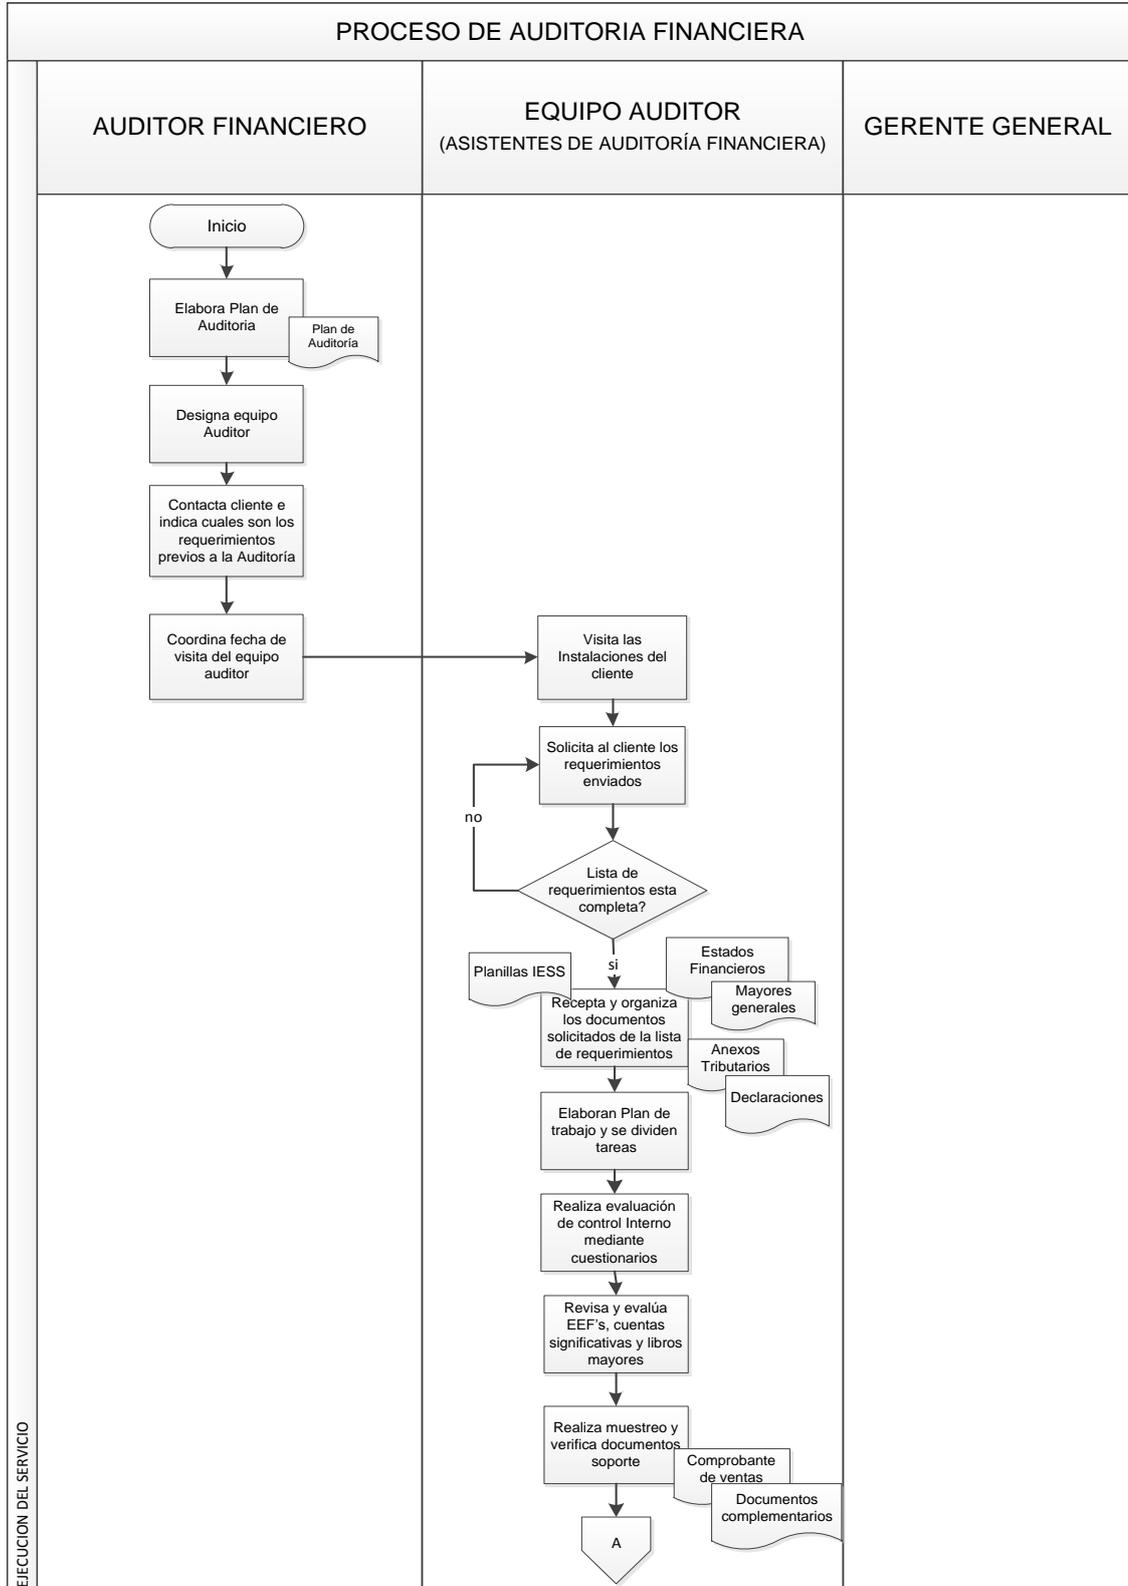 PROCESO DE AUDITORIA FINANCIERA
AUDITOR FINANCIERO
EQUIPO AUDITOR
(ASISTENTES DE AUDITORÍA FINANCIERA)
GERENTE GENERAL
Inicio
Elabora Plan de
Auditoria
Plan de
Auditoría
Designa equipo
Auditor
Contacta cliente e
indica cuales son los
requerimientos
previos a la Auditoría
Coordina fecha de
visita del equipo
auditor
Visita las
Instalaciones del
cliente
Solicita al cliente los
requerimientos
enviados
no
Lista de
requerimientos esta
completa?
si
Planillas IESS
Estados
Financieros
Mayores
generales
Recepta y organiza
los documentos
solicitados de la lista
de requerimientos
Anexos
Tributarios
Declaraciones
Elaboran Plan de
trabajo y se dividen
tareas
Realiza evaluación
de control Interno
mediante
cuestionarios
Revisa y evalúa
EEF's, cuentas
significativas y libros
mayores
Realiza muestreo y
verifica documentos
soporte
Comprobante
de ventas
Documentos
complementarios
A
EJECUCION DEL SERVICIO